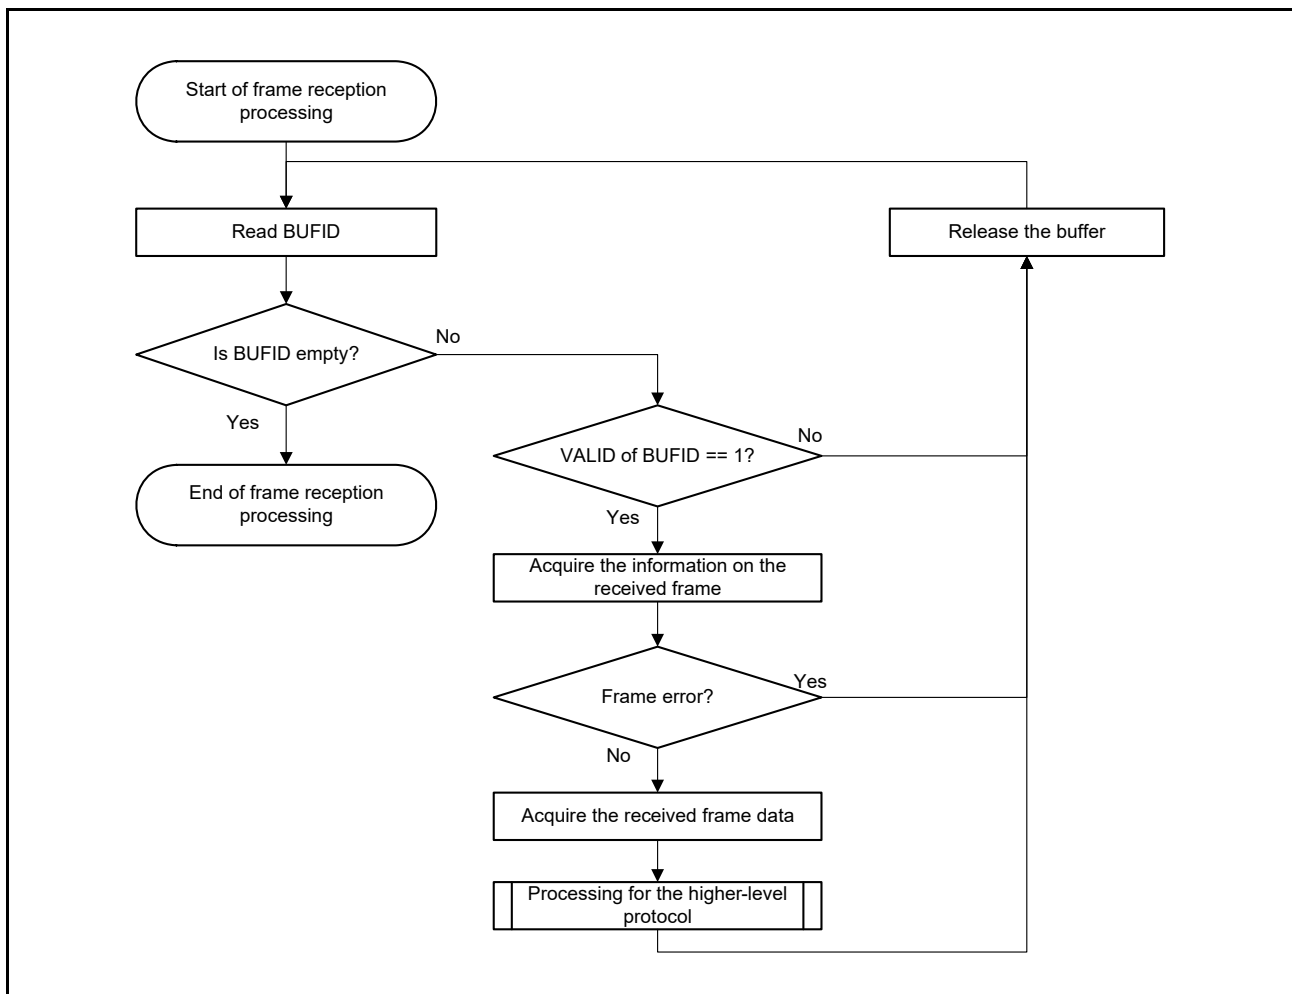 Start of frame reception
processing
Read BUFID
Release the buffer
Is BUFID empty?
No
Yes
End of frame reception
processing
VALID of BUFID == 1?
No
Yes
Acquire the information on the
received frame
Frame error?
Yes
No
Acquire the received frame data
Processing for the higher-level
protocol